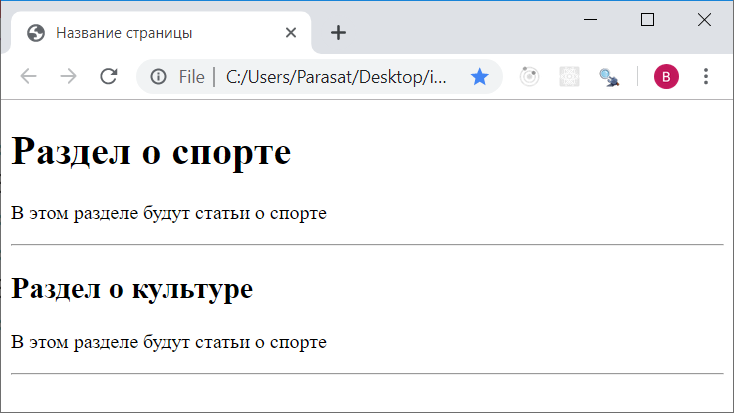 Название страницы
File | C:/Users/Parasat/Desktop/i...
B
Раздел о спорте
В этом разделе будут статьи о спорте
Раздел о культуре
В этом разделе будут статьи о спорте